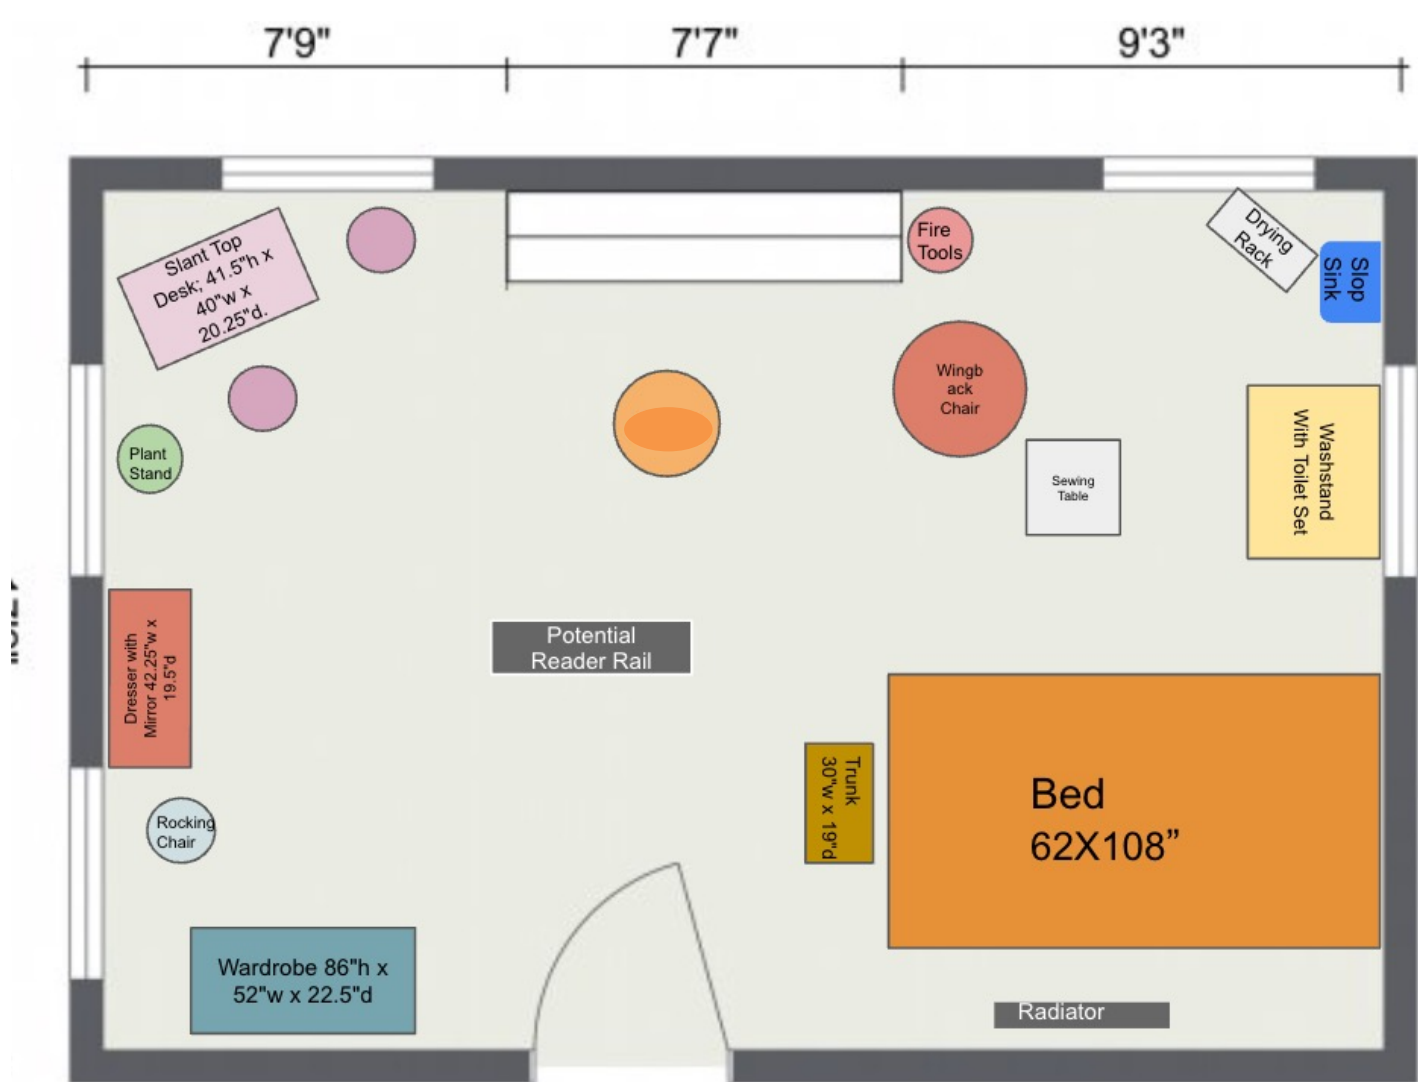 7'9"
7'7"
9'3"
Slant Top
Desk; 41.5"h x
40"w x
20.25"d.
Fire
Tools
Drying
Rack
Slop
Sink
Wingb
ack
Chair
Plant
Stand
Sewing
Table
Washstand
With Toilet Set
Dresser with
Mirror 42.25"w x
19.5"d
Potential
Reader Rail
Trunk
30"w x 19"d
Bed
62X108”
Rocking
Chair
Wardrobe 86"h x
52"w x 22.5"d
Radiator